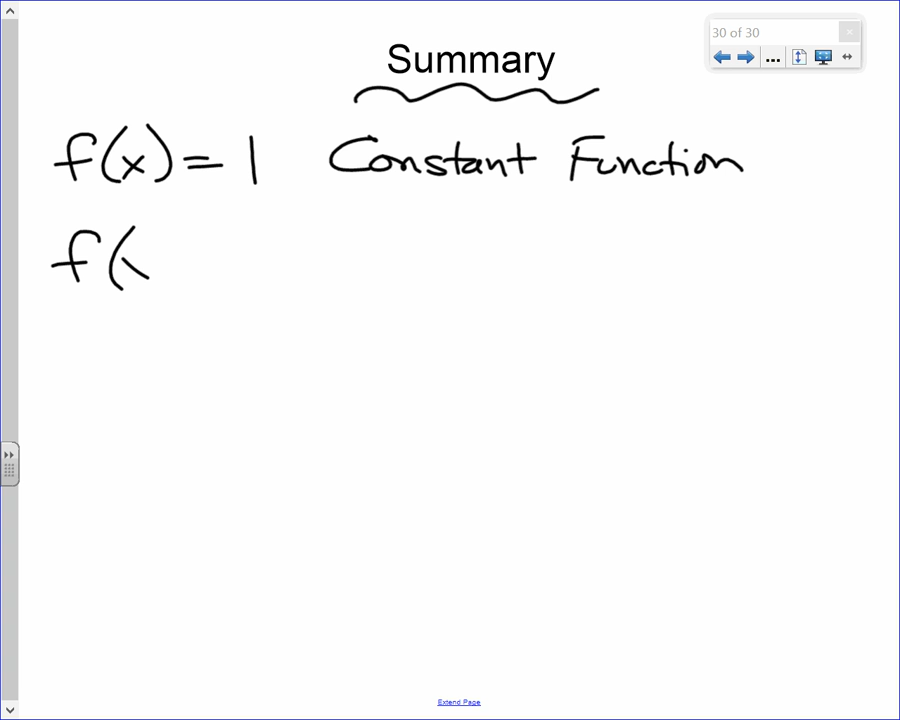 30 of 30
Summary
f(x) = 1 Constant Function
f(
Extend Page